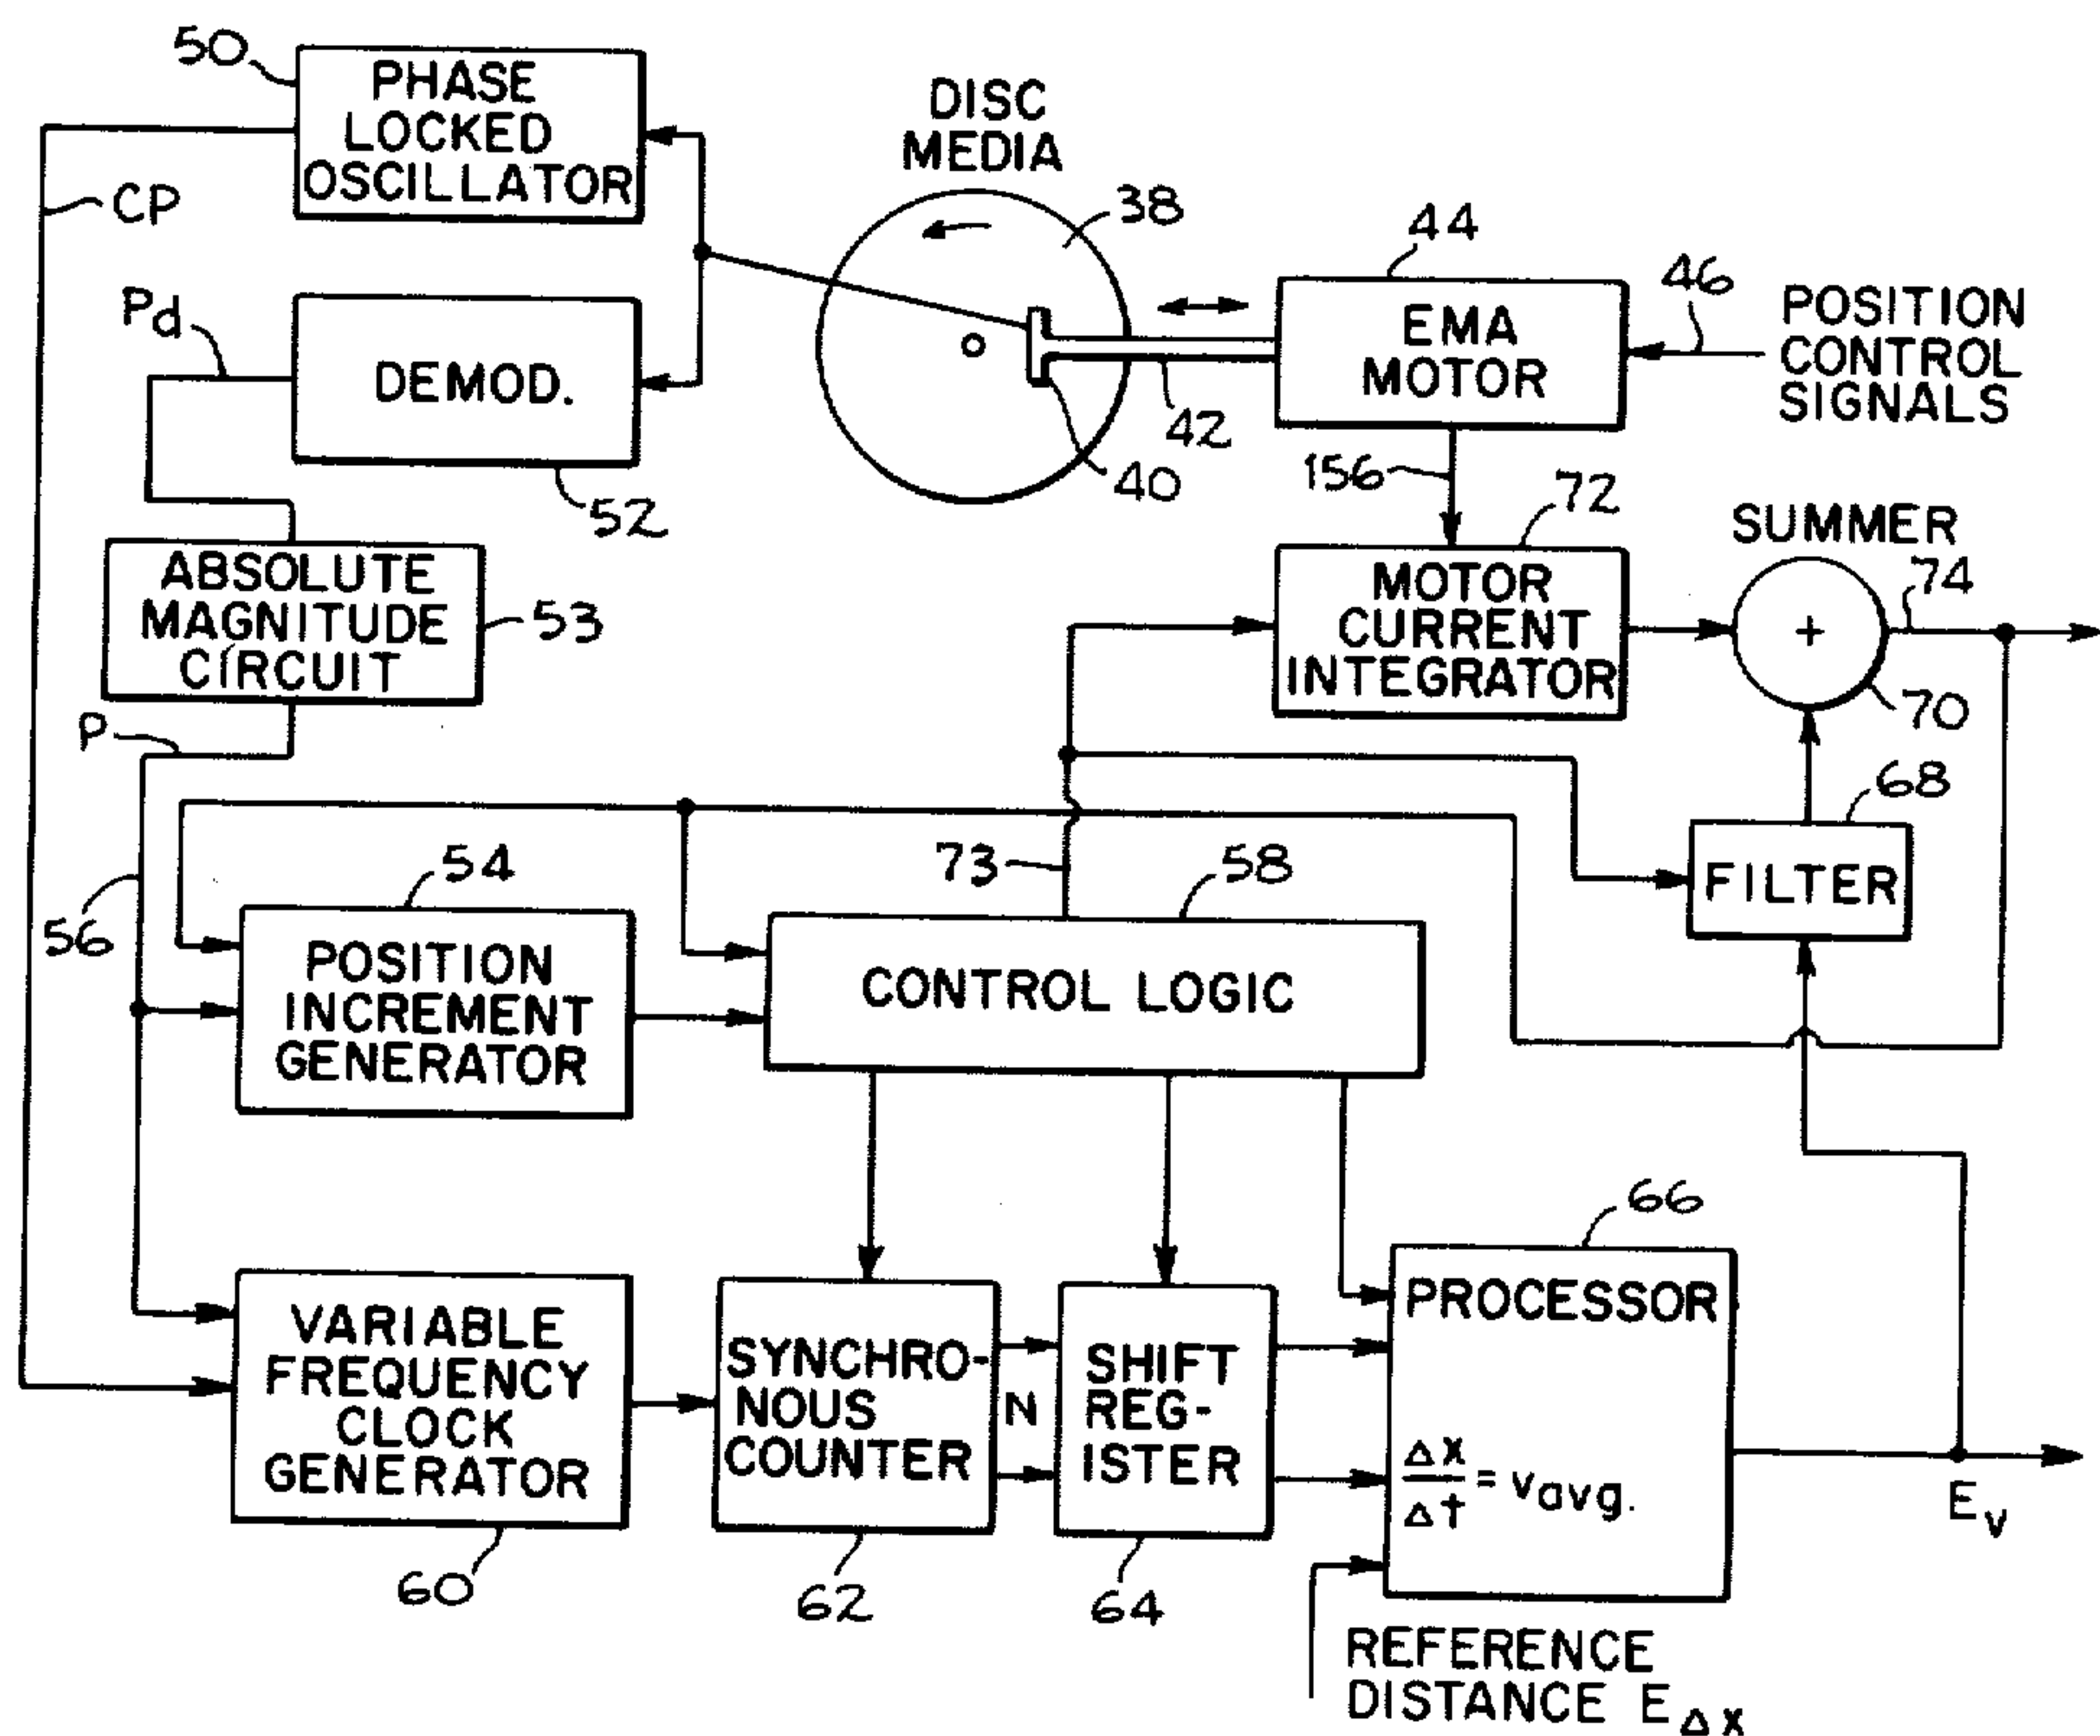 50
PHASE
LOCKED
OSCILLATOR
CP
DISC
MEDIA
38
44
EMA
MOTOR
46
POSITION
CONTROL
SIGNALS
Pd
DEMOD.
52
42
40
156
72
MOTOR
CURRENT
INTEGRATOR
SUMMER
+
74
70
ABSOLUTE
MAGNITUDE
CIRCUIT
53
P
56
54
POSITION
INCREMENT
GENERATOR
73
58
CONTROL LOGIC
68
FILTER
VARIABLE
FREQUENCY
CLOCK
GENERATOR
60
SYNCHRO-
NOUS
COUNTER
62
N
SHIFT
REG-
ISTER
64
66
PROCESSOR
Δx
Δt
= vavg.
Ev
REFERENCE
DISTANCE EΔx